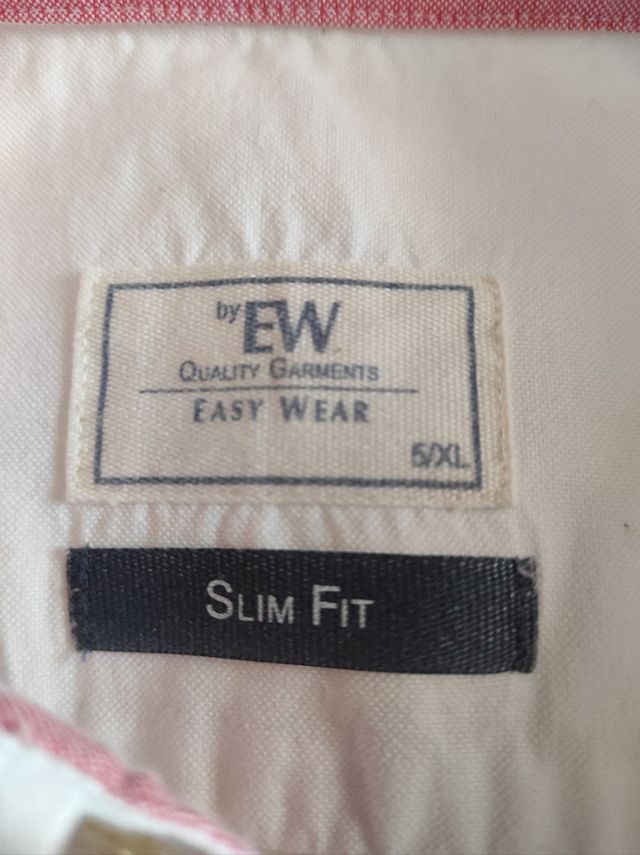 by EW
QUALITY GARMENTS
EASY WEAR
5/XL
SLIM FIT